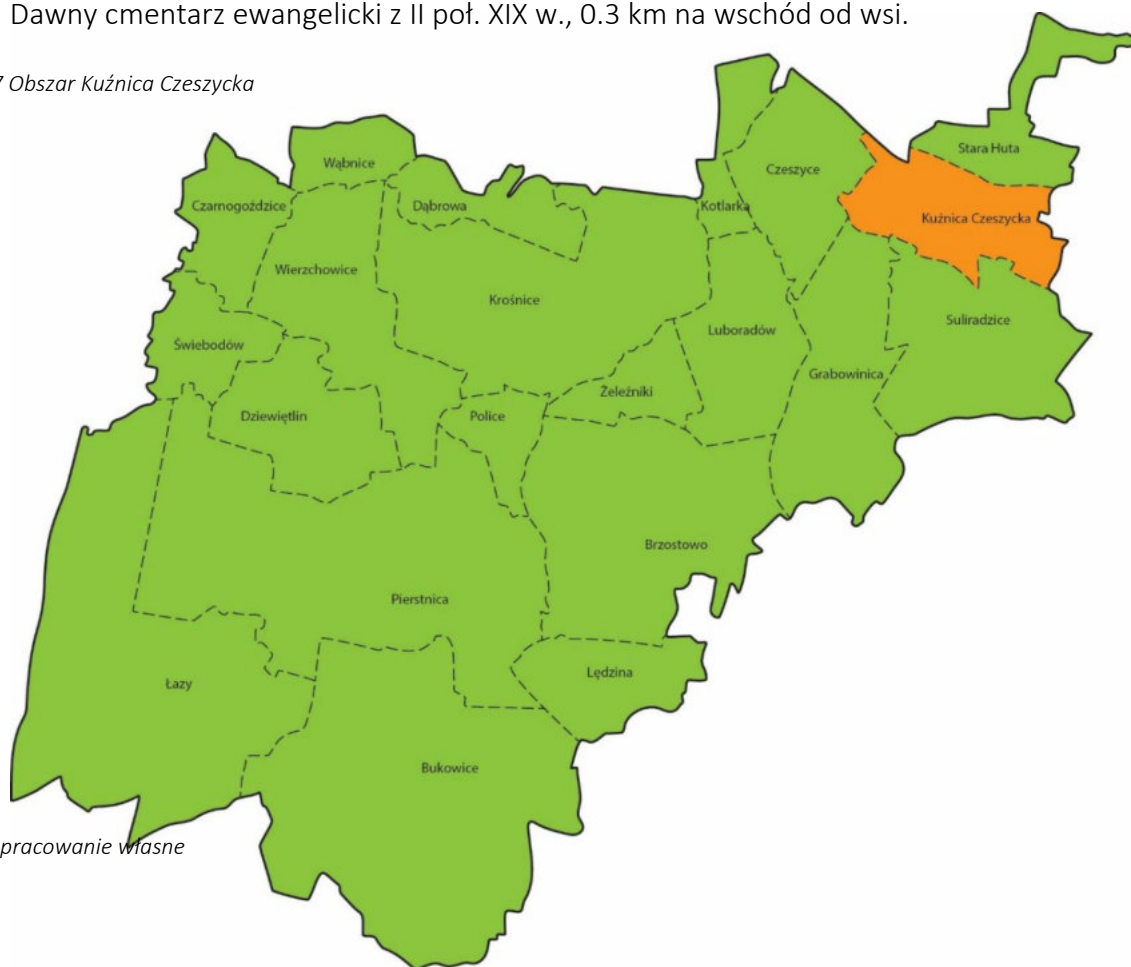 Dawny cmentarz ewangelicki z II poł. XIX w., 0.3 km na wschód od wsi.
7 Obszar Kuźnica Czeszycka
Stara Huta
Wąbnice
Czeszyce
Czarnogoździce
Dąbrowa
Kotlarka
Kuźnica Czeszycka
Wierzchowice
Krośnice
Suliradzice
Luboradów
Świebodów
Grabowinica
Żeleźniki
Dziewiętlin
Police
Brzostowo
Pierstnica
Lędzina
Łazy
Bukowice
pracowanie własne